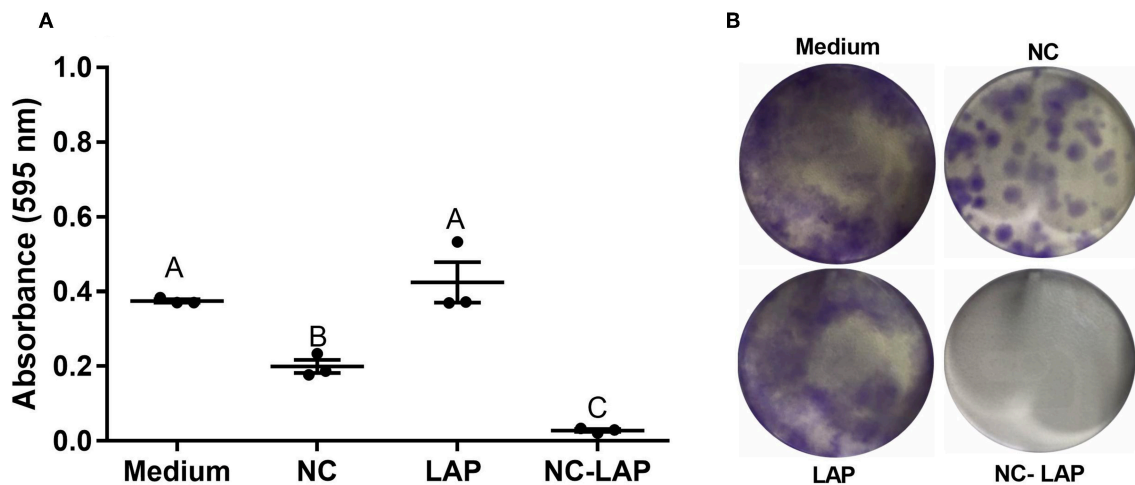 A
Absorbance (595 nm)
1.0
0.8
0.6
0.4
0.2
0.0
A
B
A
C
Medium
NC
LAP
NC-LAP
B
Medium
NC
LAP
NC- LAP